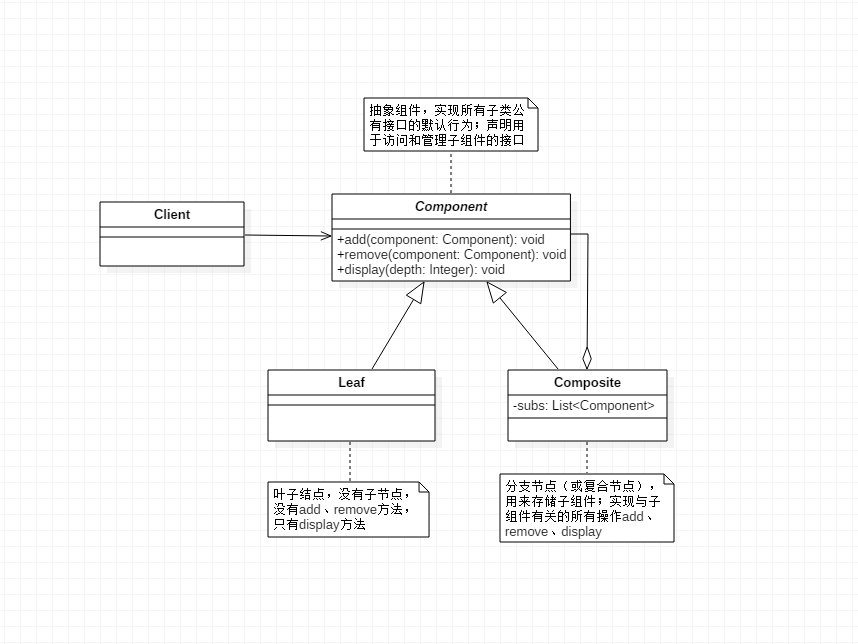 抽象组件，实现所有子类公
有接口的默认行为；声明用
于访问和管理子组件的接口
Client
Component
+add(component: Component): void
+remove(component: Component): void
+display(depth: Integer): void
Leaf
Composite
-subs: List<Component>
叶子结点，没有子节点，
没有add、remove方法，
只有display方法
分支节点（或复合节点），
用来存储子组件；实现与子
组件有关的所有操作add、
remove、display